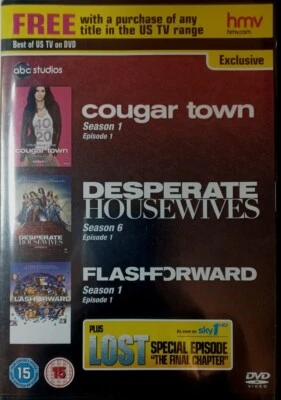 FREE with a purchase of any
title in the US TV range
hmv
hmv.com
Best of US TV on DVD
Exclusive
abc studios
cougar town
Season 1
Episode 1
cougar town
DESPERATE
HOUSEWIVES
Season 6
Episode 1
DESPERATE
HOUSEWIVES
FLASHFORWARD
Season 1
Episode 1
FLASHFORWARD
PLUS
As seen on sky1 HD
LOST SPECIAL EPISODE
"THE FINAL CHAPTER"
15
15
DVD
VIDEO